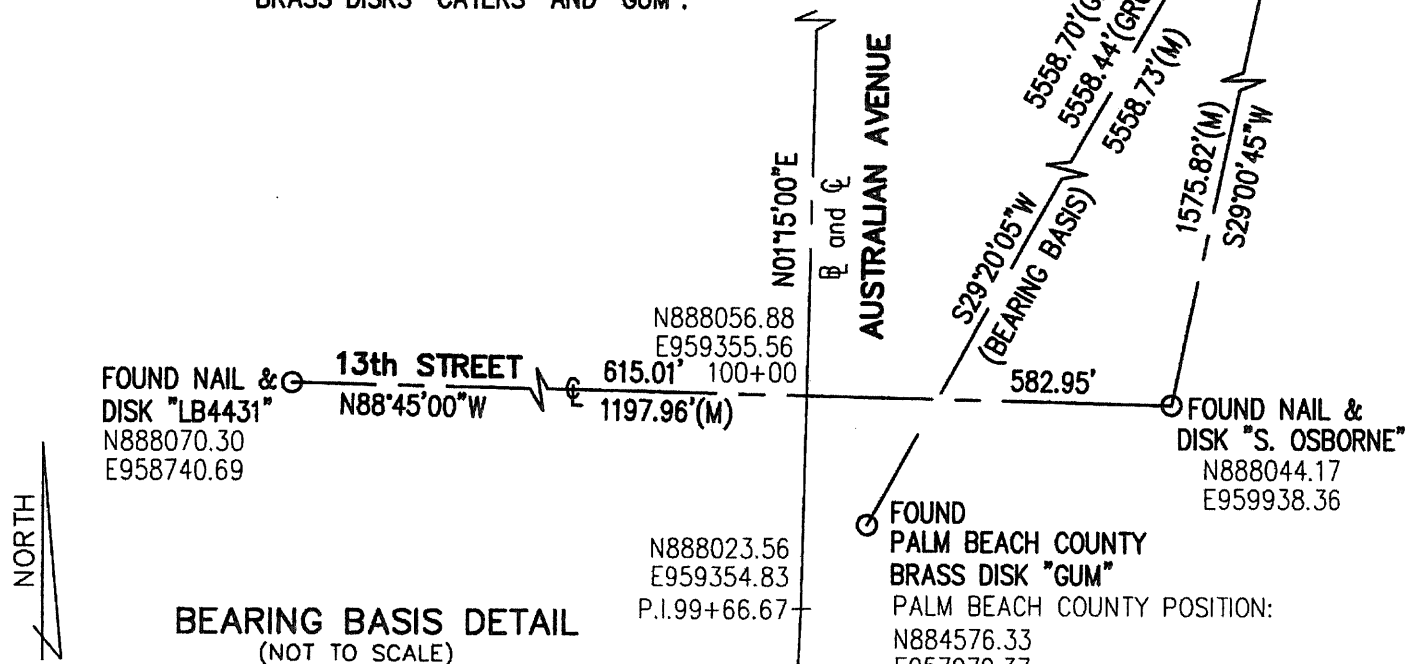 BRASS DISKS "CATERS" AND "GUM".
5558.70'
5558.44'
5558.73'(M)
1575.82'(M)
S29°00'45"W
S29°20'05"W
(BEARING BASIS)
N01°15'00"E
B̲L and CL
AUSTRALIAN AVENUE
N888056.88
E959355.56
100+00
FOUND NAIL &
DISK "LB4431"
N888070.30
E958740.69
13th STREET
N88°45'00"W
CL
615.01'
1197.96'(M)
582.95'
FOUND NAIL &
DISK "S. OSBORNE"
N888044.17
E959938.36
FOUND
PALM BEACH COUNTY
BRASS DISK "GUM"
PALM BEACH COUNTY POSITION:
N884576.33
N888023.56
E959354.83
P.I.99+66.67
NORTH
BEARING BASIS DETAIL
(NOT TO SCALE)